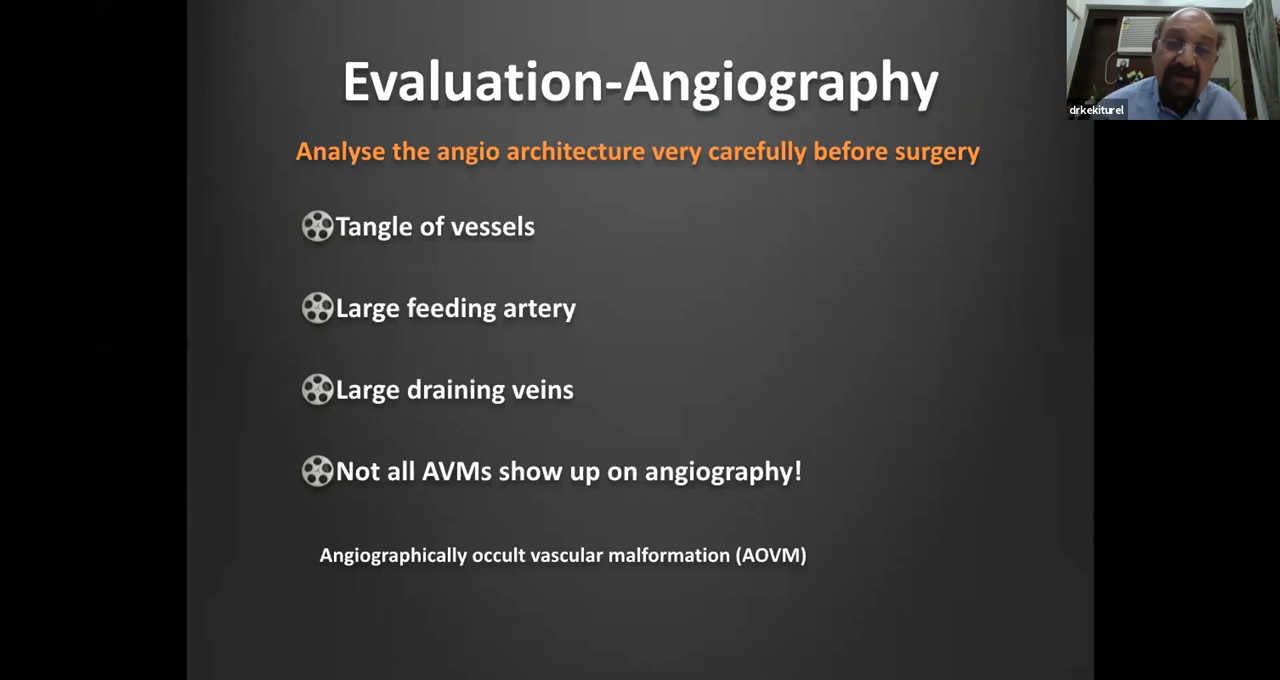 Evaluation-Angiography
Analyse the angio architecture very carefully before surgery
Tangle of vessels
Large feeding artery
Large draining veins
Not all AVMs show up on angiography!
Angiographically occult vascular malformation (AOVM)
drkekiturel